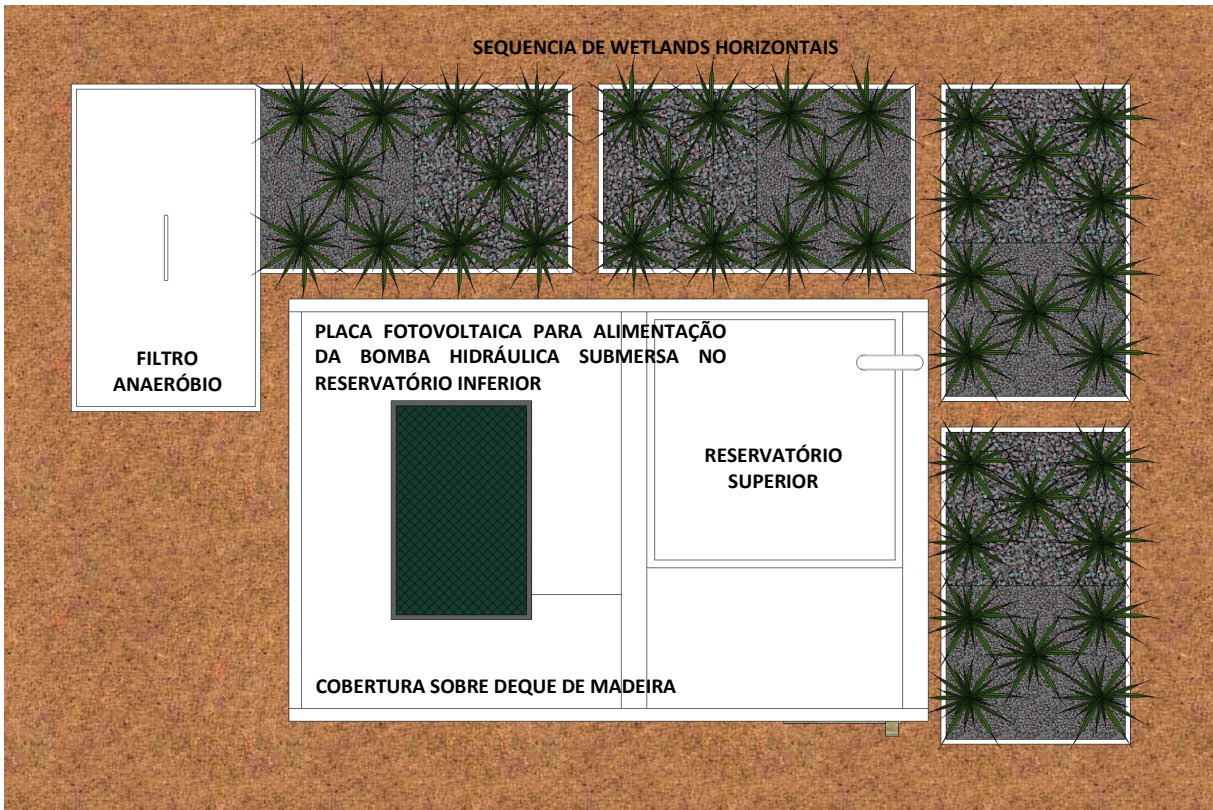 SEQUENCIA DE WETLANDS HORIZONTAIS
PLACA FOTOVOLTAICA PARA ALIMENTAÇÃO
DA BOMBA HIDRÁULICA SUBMERSA NO
RESERVATÓRIO INFERIOR
FILTRO
ANAERÓBIO
RESERVATÓRIO
SUPERIOR
COBERTURA SOBRE DEQUE DE MADEIRA